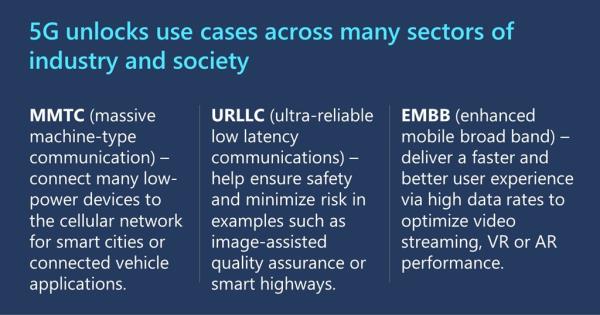 5G unlocks use cases across many sectors of
industry and society
MMTC (massive
machine-type
communication) –
connect many low-
power devices to
the cellular network
for smart cities or
connected vehicle
applications.
URLLC (ultra-reliable
low latency
communications) –
help ensure safety
and minimize risk in
examples such as
image-assisted
quality assurance or
smart highways.
EMBB (enhanced
mobile broad band) –
deliver a faster and
better user experience
via high data rates to
optimize video
streaming, VR or AR
performance.